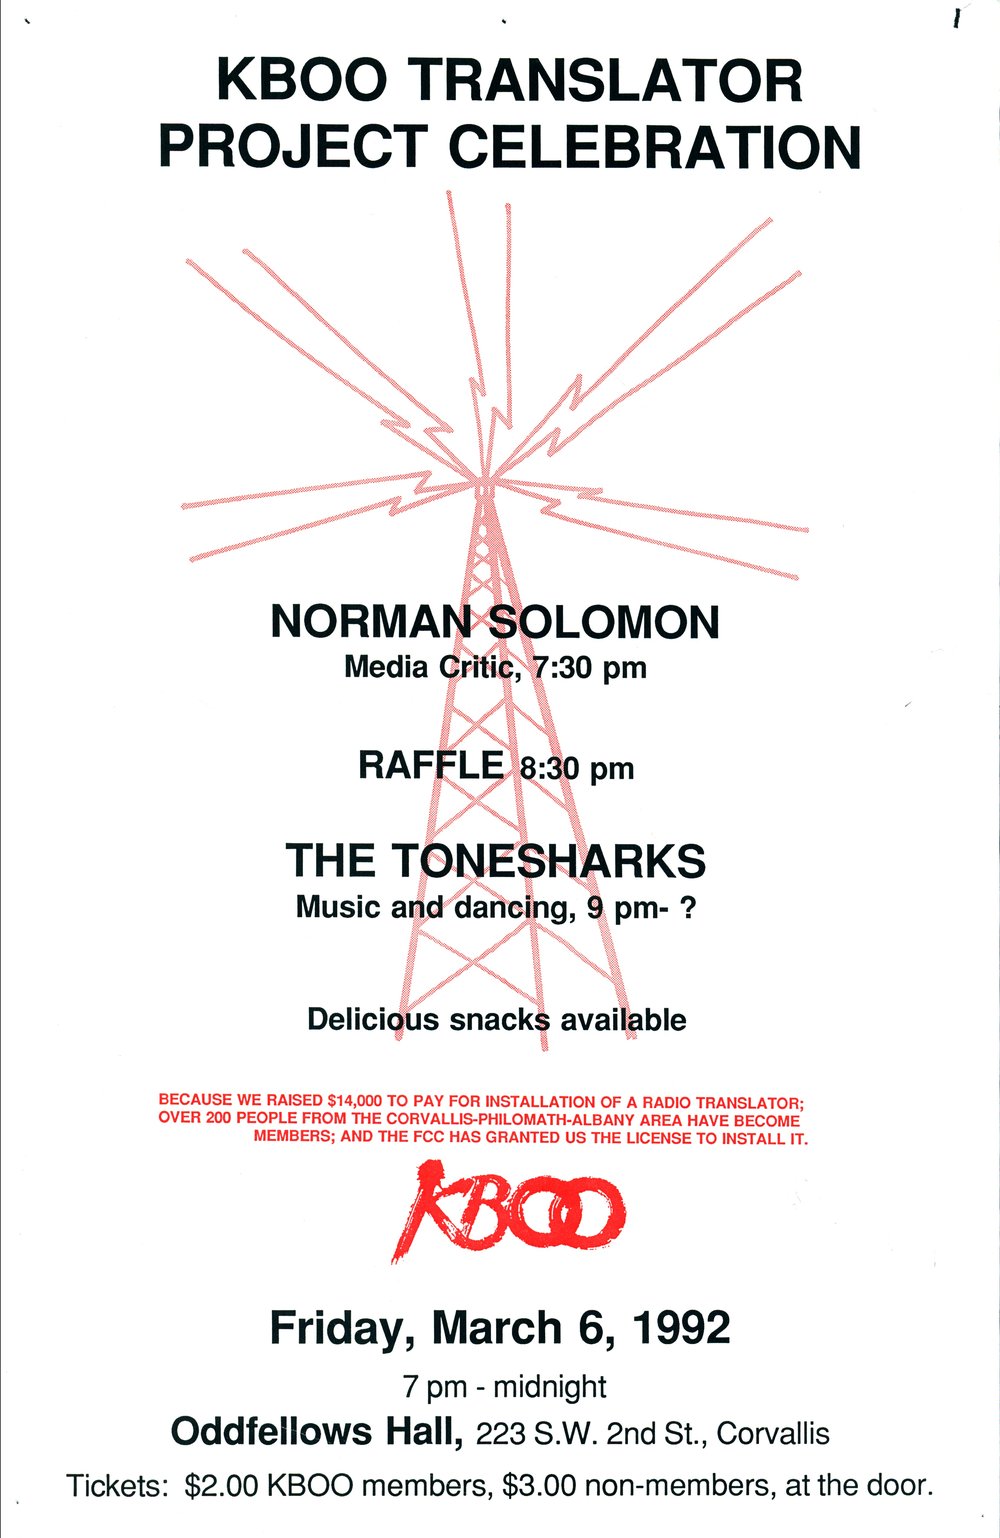 KBOO TRANSLATOR
PROJECT CELEBRATION
NORMAN SOLOMON
Media Critic, 7:30 pm
RAFFLE 8:30 pm
THE TONESHARKS
Music and dancing, 9 pm- ?
Delicious snacks available
BECAUSE WE RAISED $14,000 TO PAY FOR INSTALLATION OF A RADIO TRANSLATOR;
OVER 200 PEOPLE FROM THE CORVALLIS-PHILOMATH-ALBANY AREA HAVE BECOME
MEMBERS; AND THE FCC HAS GRANTED US THE LICENSE TO INSTALL IT.
KBOO
Friday, March 6, 1992
7 pm - midnight
Oddfellows Hall, 223 S.W. 2nd St., Corvallis
Tickets: $2.00 KBOO members, $3.00 non-members, at the door.